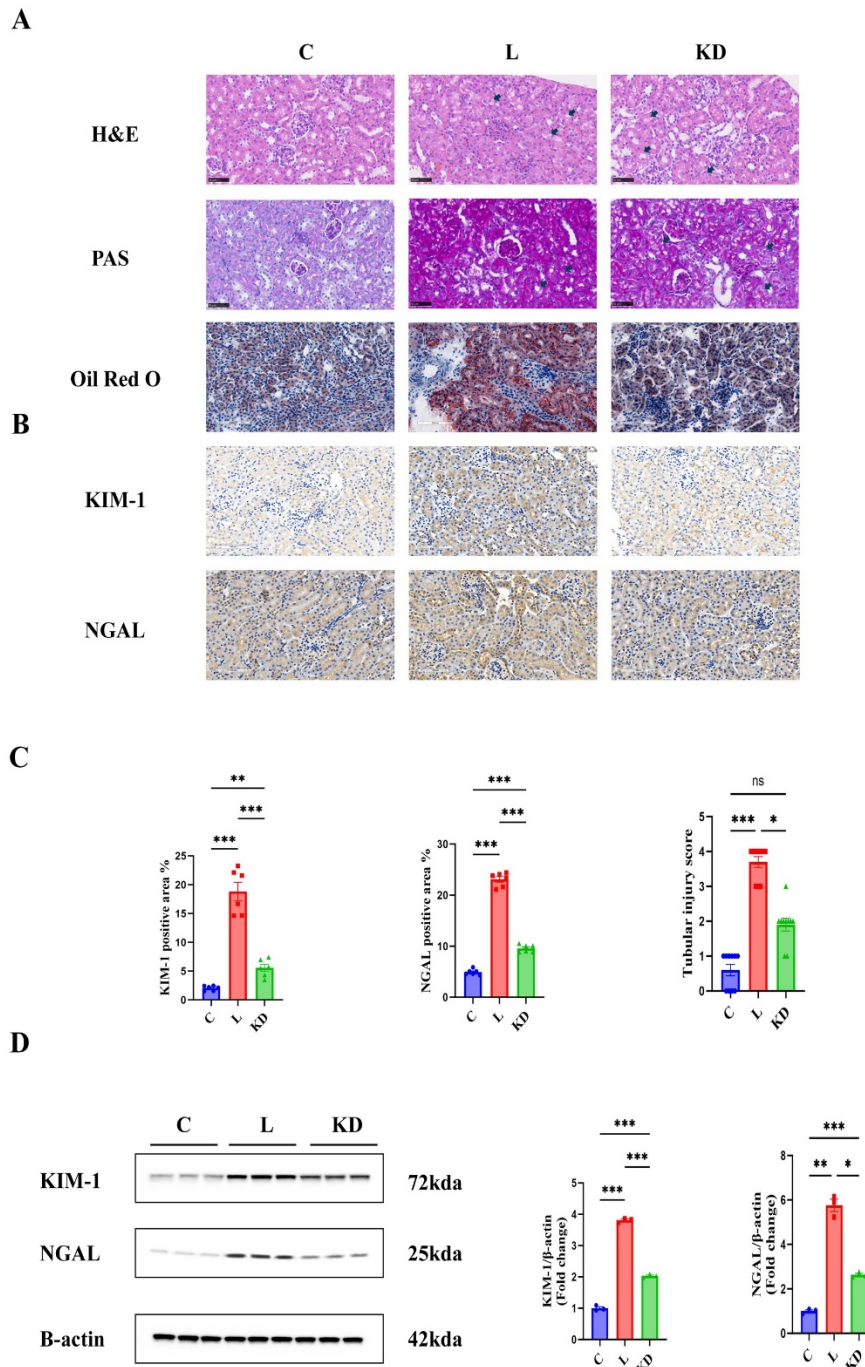 A
C L KD
H&E
PAS
Oil Red O
B
KIM-1
NGAL
C
**
***
***
KIM-1 positive area %
25
20
15
10
5
0
C L KD
***
***
***
NGAL positive area %
30
20
10
0
C L KD
ns
***
*
Tubular injury score
5
4
3
2
1
0
C L KD
D
C L KD
KIM-1 72kda
NGAL 25kda
B-actin 42kda
***
***
***
KIM-1/β-actin
(Fold change)
5
4
3
2
1
0
C L KD
***
**
*
NGAL/β-actin
(Fold change)
8
6
4
2
0
C L KD